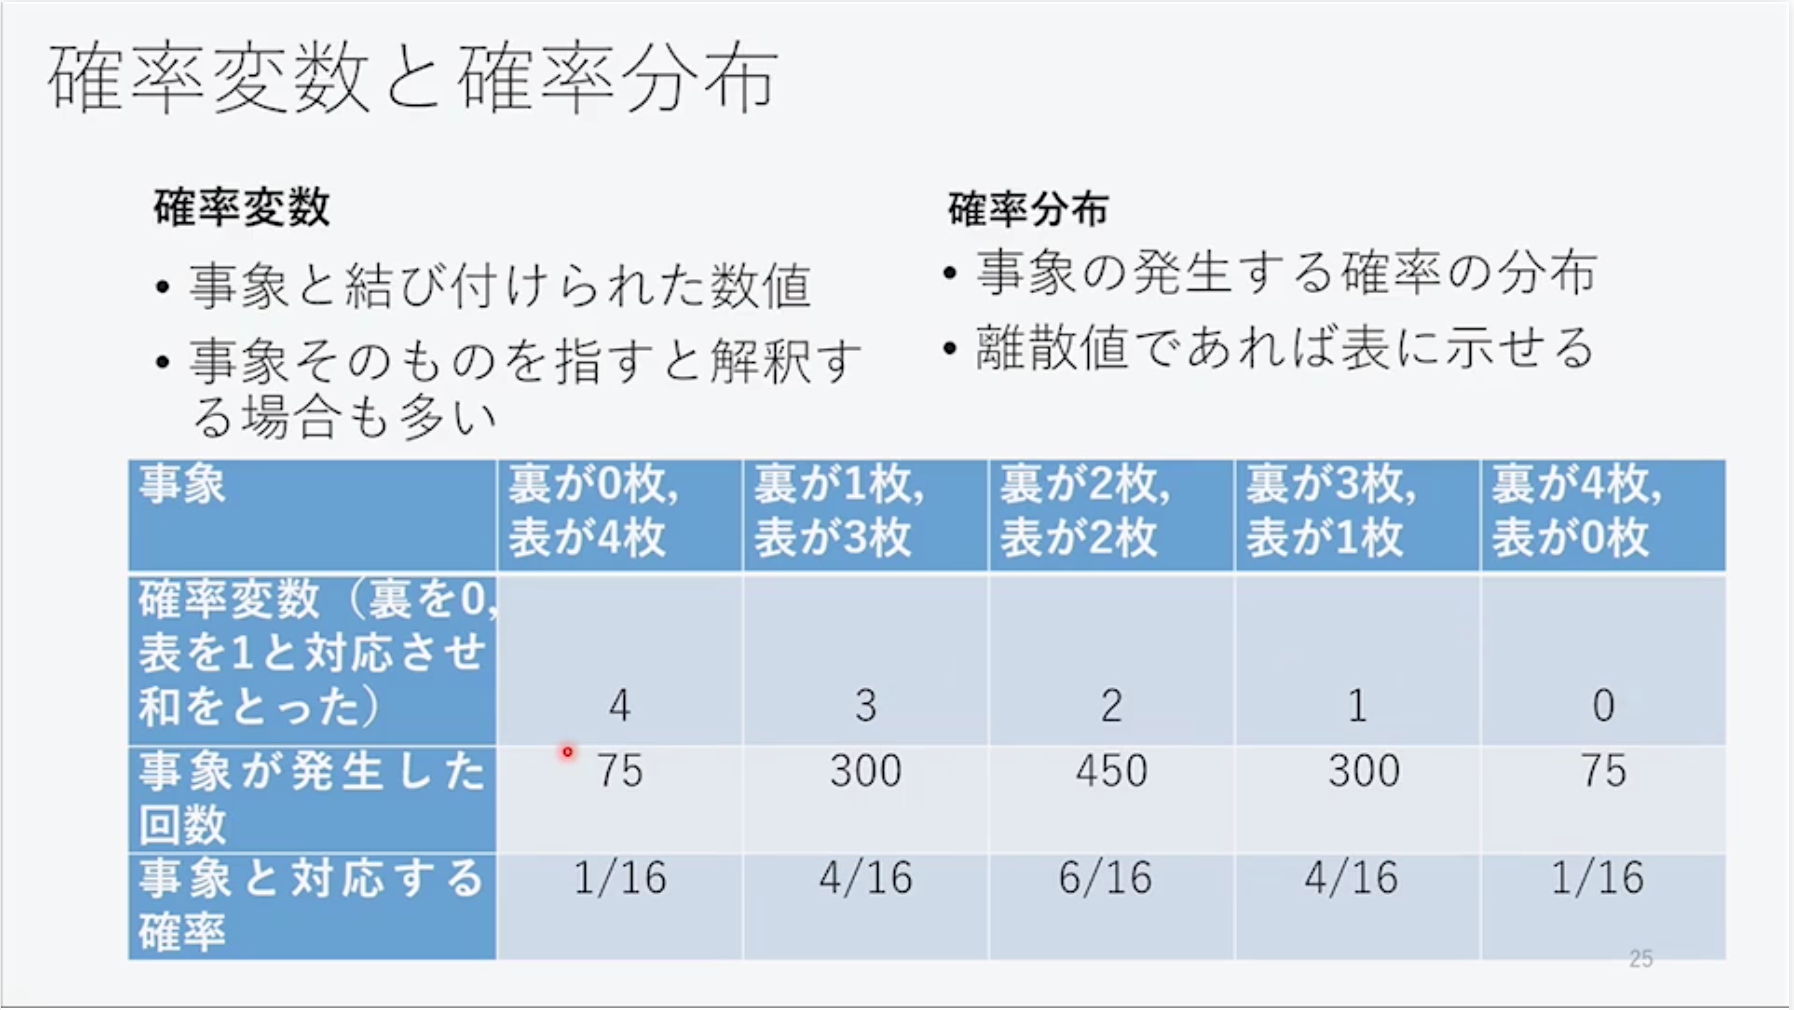 確率変数と確率分布
確率変数
• 事象と結び付けられた数値
• 事象そのものを指すと解釈す
る場合も多い
確率分布
• 事象の発生する確率の分布
• 離散値であれば表に示せる
事象
裏が0枚,
表が4枚
裏が1枚,
表が3枚
裏が2枚,
表が2枚
裏が3枚,
表が1枚
裏が4枚,
表が0枚
確率変数（裏を0,
表を1と対応させ
和をとった）
4
3
2
1
0
事象が発生した
回数
75
300
450
300
75
事象と対応する
確率
1/16
4/16
6/16
4/16
1/16
25